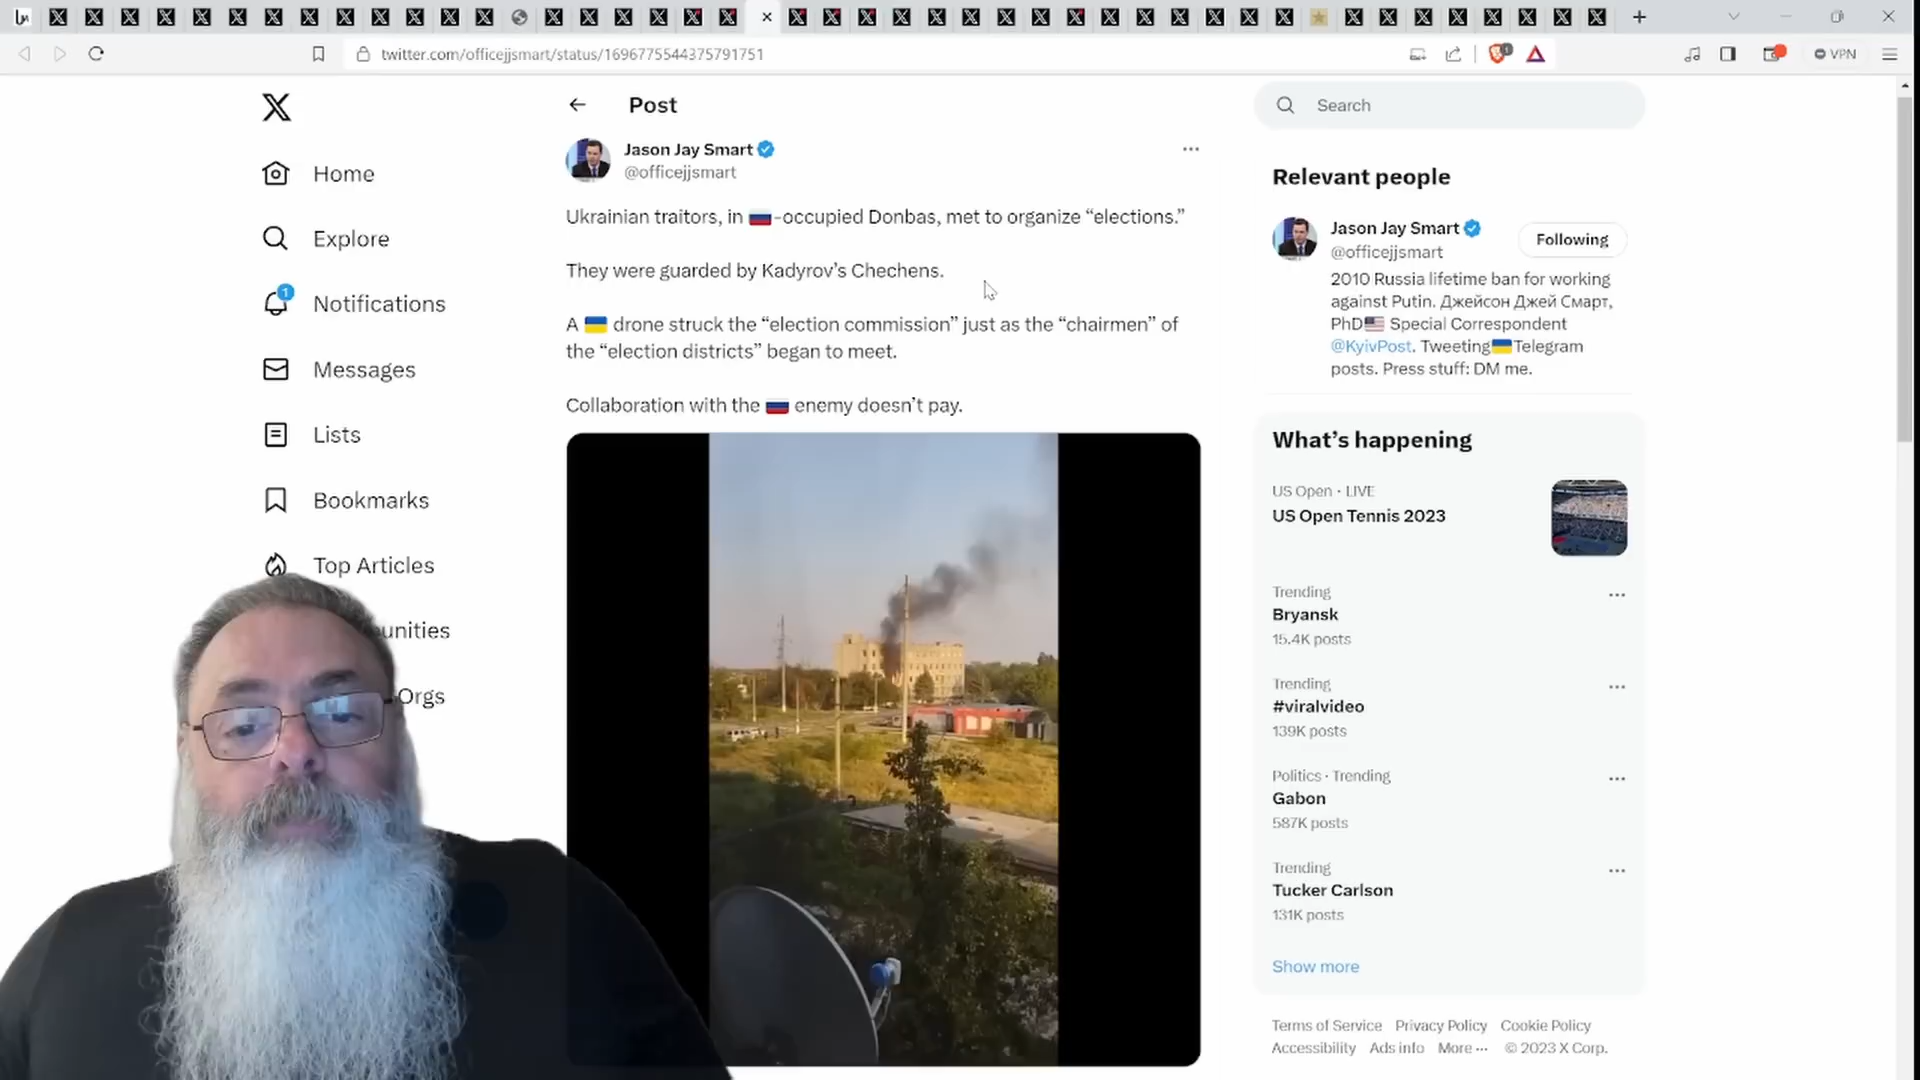 twitter.com/officejjsmart/status/1696775544375791751
VPN
Home
Explore
1
Notifications
Messages
Lists
Bookmarks
Top Articles
unities
Orgs
Post
Jason Jay Smart
@officejjsmart
Ukrainian traitors, in 🇷🇺-occupied Donbas, met to organize “elections.”
They were guarded by Kadyrov’s Chechens.
A 🇺🇦 drone struck the “election commission” just as the “chairmen” of
the “election districts” began to meet.
Collaboration with the 🇷🇺 enemy doesn’t pay.
Search
Relevant people
Jason Jay Smart
@officejjsmart
Following
2010 Russia lifetime ban for working
against Putin. Джейсон Джей Смарт,
PhD🇺🇸 Special Correspondent
@KyivPost. Tweeting🇺🇦Telegram
posts. Press stuff: DM me.
What’s happening
US Open · LIVE
US Open Tennis 2023
Trending
Bryansk
15.4K posts
Trending
#viralvideo
139K posts
Politics · Trending
Gabon
587K posts
Trending
Tucker Carlson
131K posts
Show more
Terms of Service Privacy Policy Cookie Policy
Accessibility Ads info More ··· © 2023 X Corp.